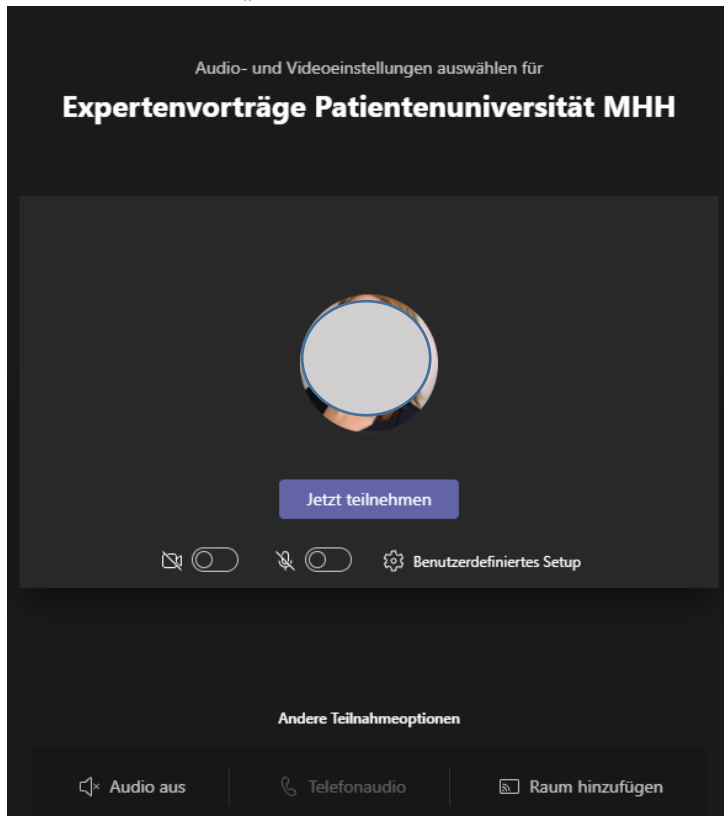 Audio- und Videoeinstellungen auswählen für
Expertenvorträge Patientenuniversität MHH
Jetzt teilnehmen
Benutzerdefiniertes Setup
Andere Teilnahmeoptionen
Audio aus
Telefonaudio
Raum hinzufügen